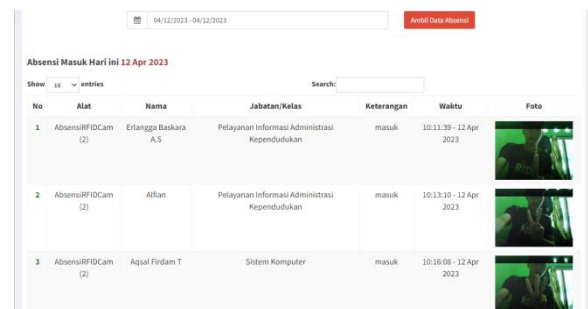 04/12/2023 - 04/12/2023
Ambil Data Absensi
Absensi Masuk Hari ini 12 Apr 2023
Show 10 entries
Search:
No Alat Nama Jabatan/Kelas Keterangan Waktu Foto
1 AbsensiRFIDCam Erlangga Baskara Pelayanan Informasi Administrasi masuk 10:11:39 - 12 Apr
(2) A.S Kependudukan 2023
2 AbsensiRFIDCam Alfian Pelayanan Informasi Administrasi masuk 10:13:10 - 12 Apr
(2) Kependudukan 2023
3 AbsensiRFIDCam Aqsal Firdam T Sistem Komputer masuk 10:16:08 - 12 Apr
(2) 2023